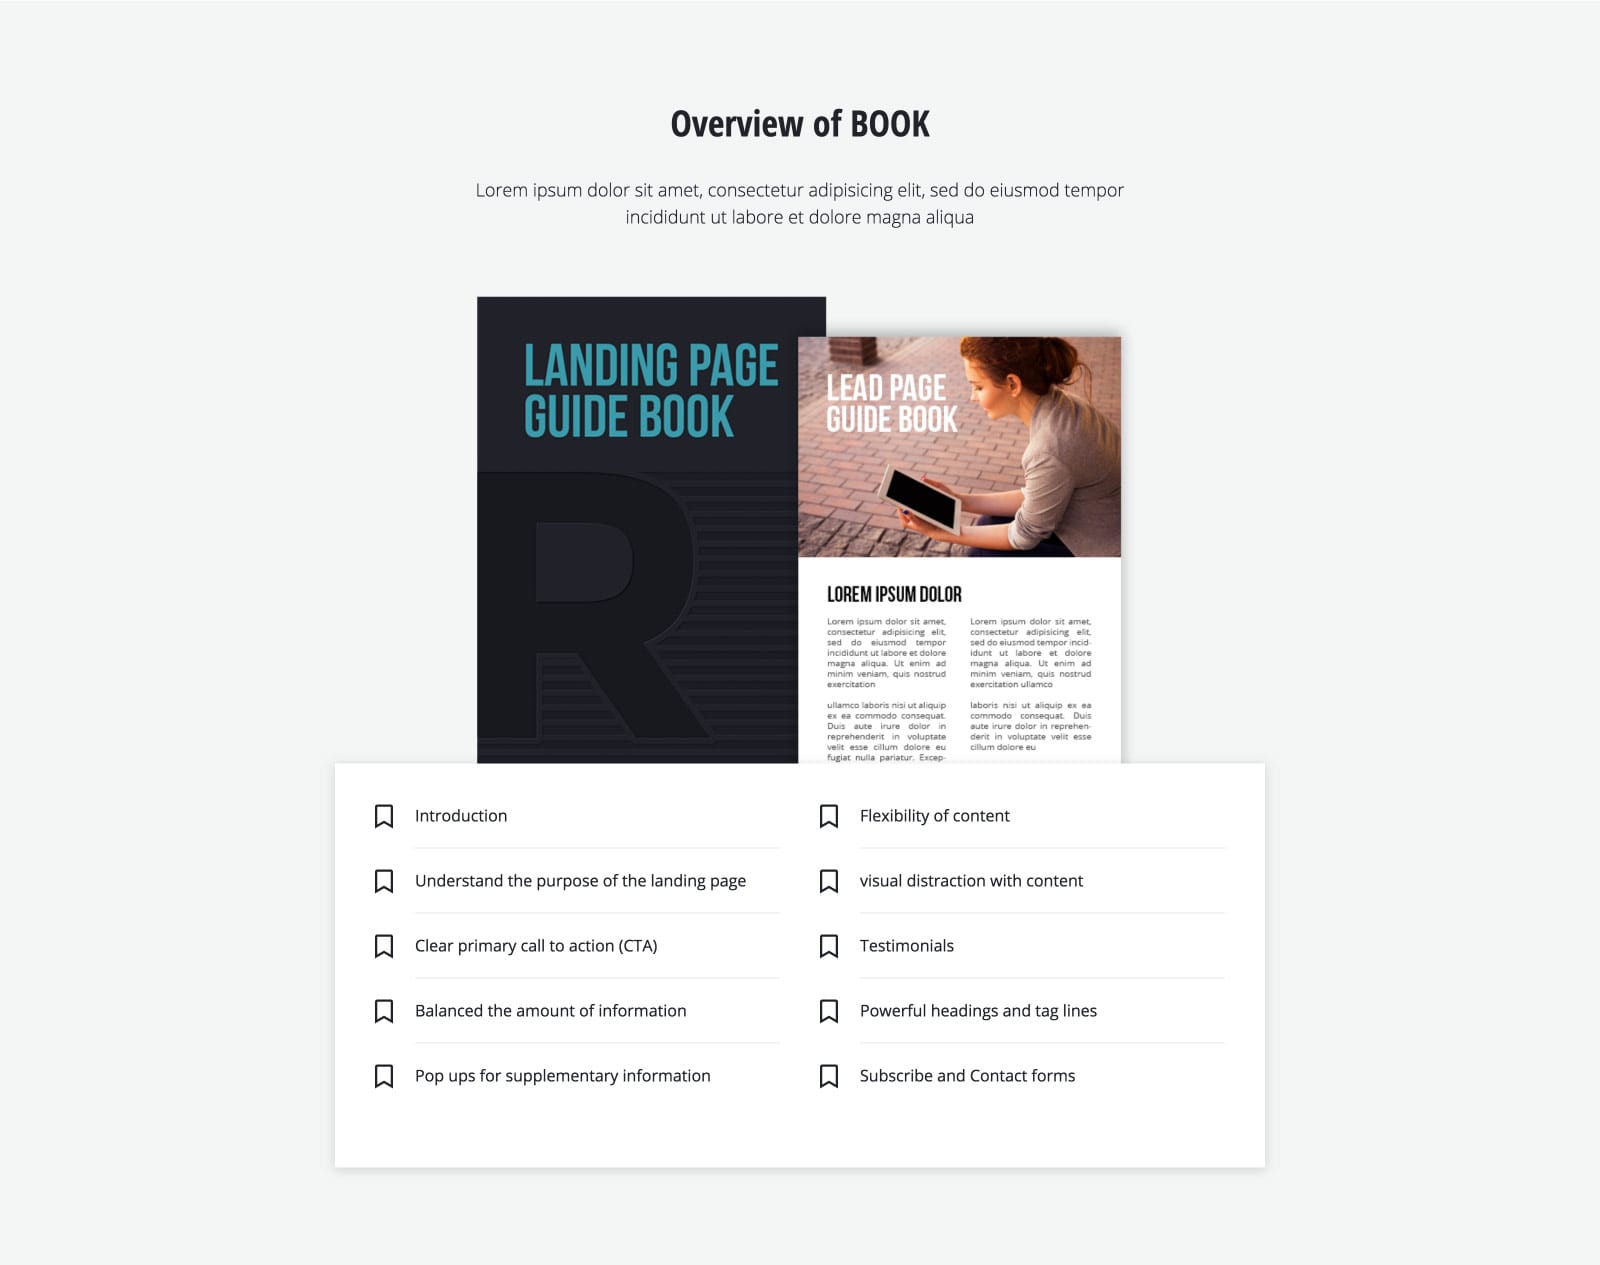 Overview of BOOK
Lorem ipsum dolor sit amet, consectetur adipisicing elit, sed do eiusmod tempor
incididunt ut labore et dolore magna aliqua
LANDING PAGE
GUIDE BOOK
R
LEAD PAGE
GUIDE BOOK
LOREM IPSUM DOLOR
Lorem ipsum dolor sit amet,
consectetur adipisicing elit,
sed do eiusmod tempor
incididunt ut labore et dolore
magna aliqua. Ut enim ad
minim veniam, quis nostrud
exercitation
ullamco laboris nisi ut aliquip
ex ea commodo consequat.
Duis aute irure dolor in
reprehenderit in voluptate
velit esse cillum dolore eu
fugiat nulla pariatur. Excep-
Lorem ipsum dolor sit amet,
consectetur adipisicing elit,
sed do eiusmod tempor incid-
idunt ut labore et dolore
magna aliqua. Ut enim ad
minim veniam, quis nostrud
exercitation ullamco
laboris nisi ut aliquip ex ea
commodo consequat. Duis
aute irure dolor in reprehen-
derit in voluptate velit esse
cillum dolore eu
Introduction
Understand the purpose of the landing page
Clear primary call to action (CTA)
Balanced the amount of information
Pop ups for supplementary information
Flexibility of content
visual distraction with content
Testimonials
Powerful headings and tag lines
Subscribe and Contact forms